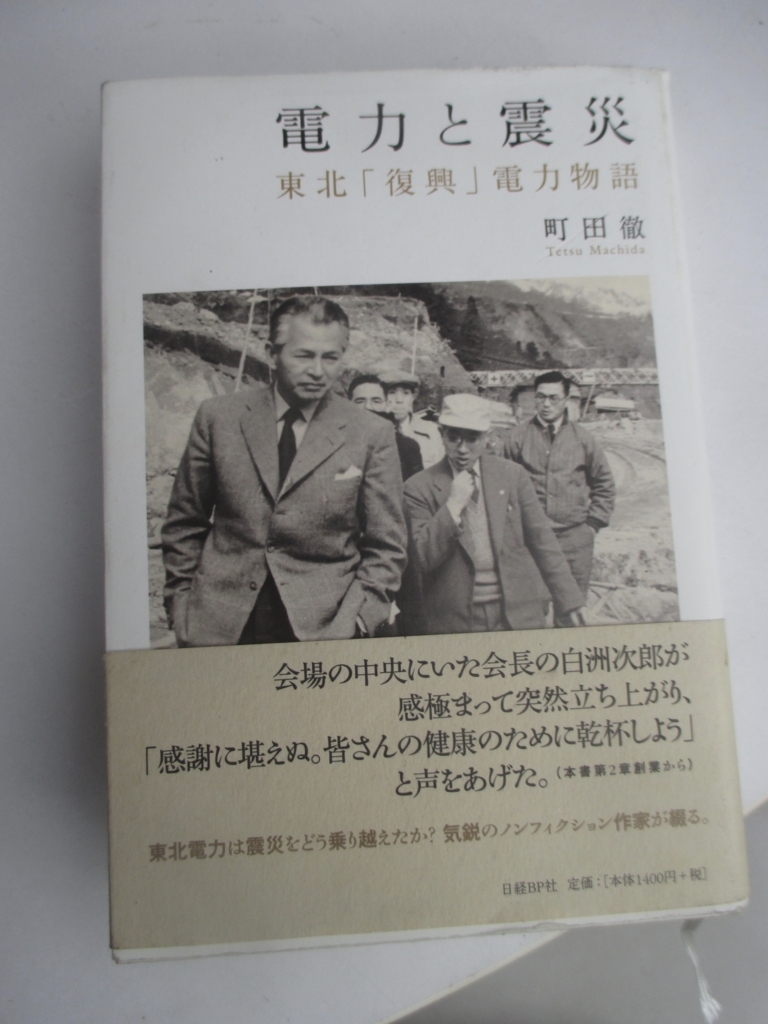 電力と震災
東北「復興」電力物語
町田徹
Tetsu Machida
会場の中央にいた会長の白洲次郎が
感極まって突然立ち上がり、
「感謝に堪えぬ。皆さんの健康のために乾杯しよう」
と声をあげた。(本書第2章創業から)
東北電力は震災をどう乗り越えたか? 気鋭のノンフィクション作家が綴る。
日経BP社 定価:[本体1400円+税]